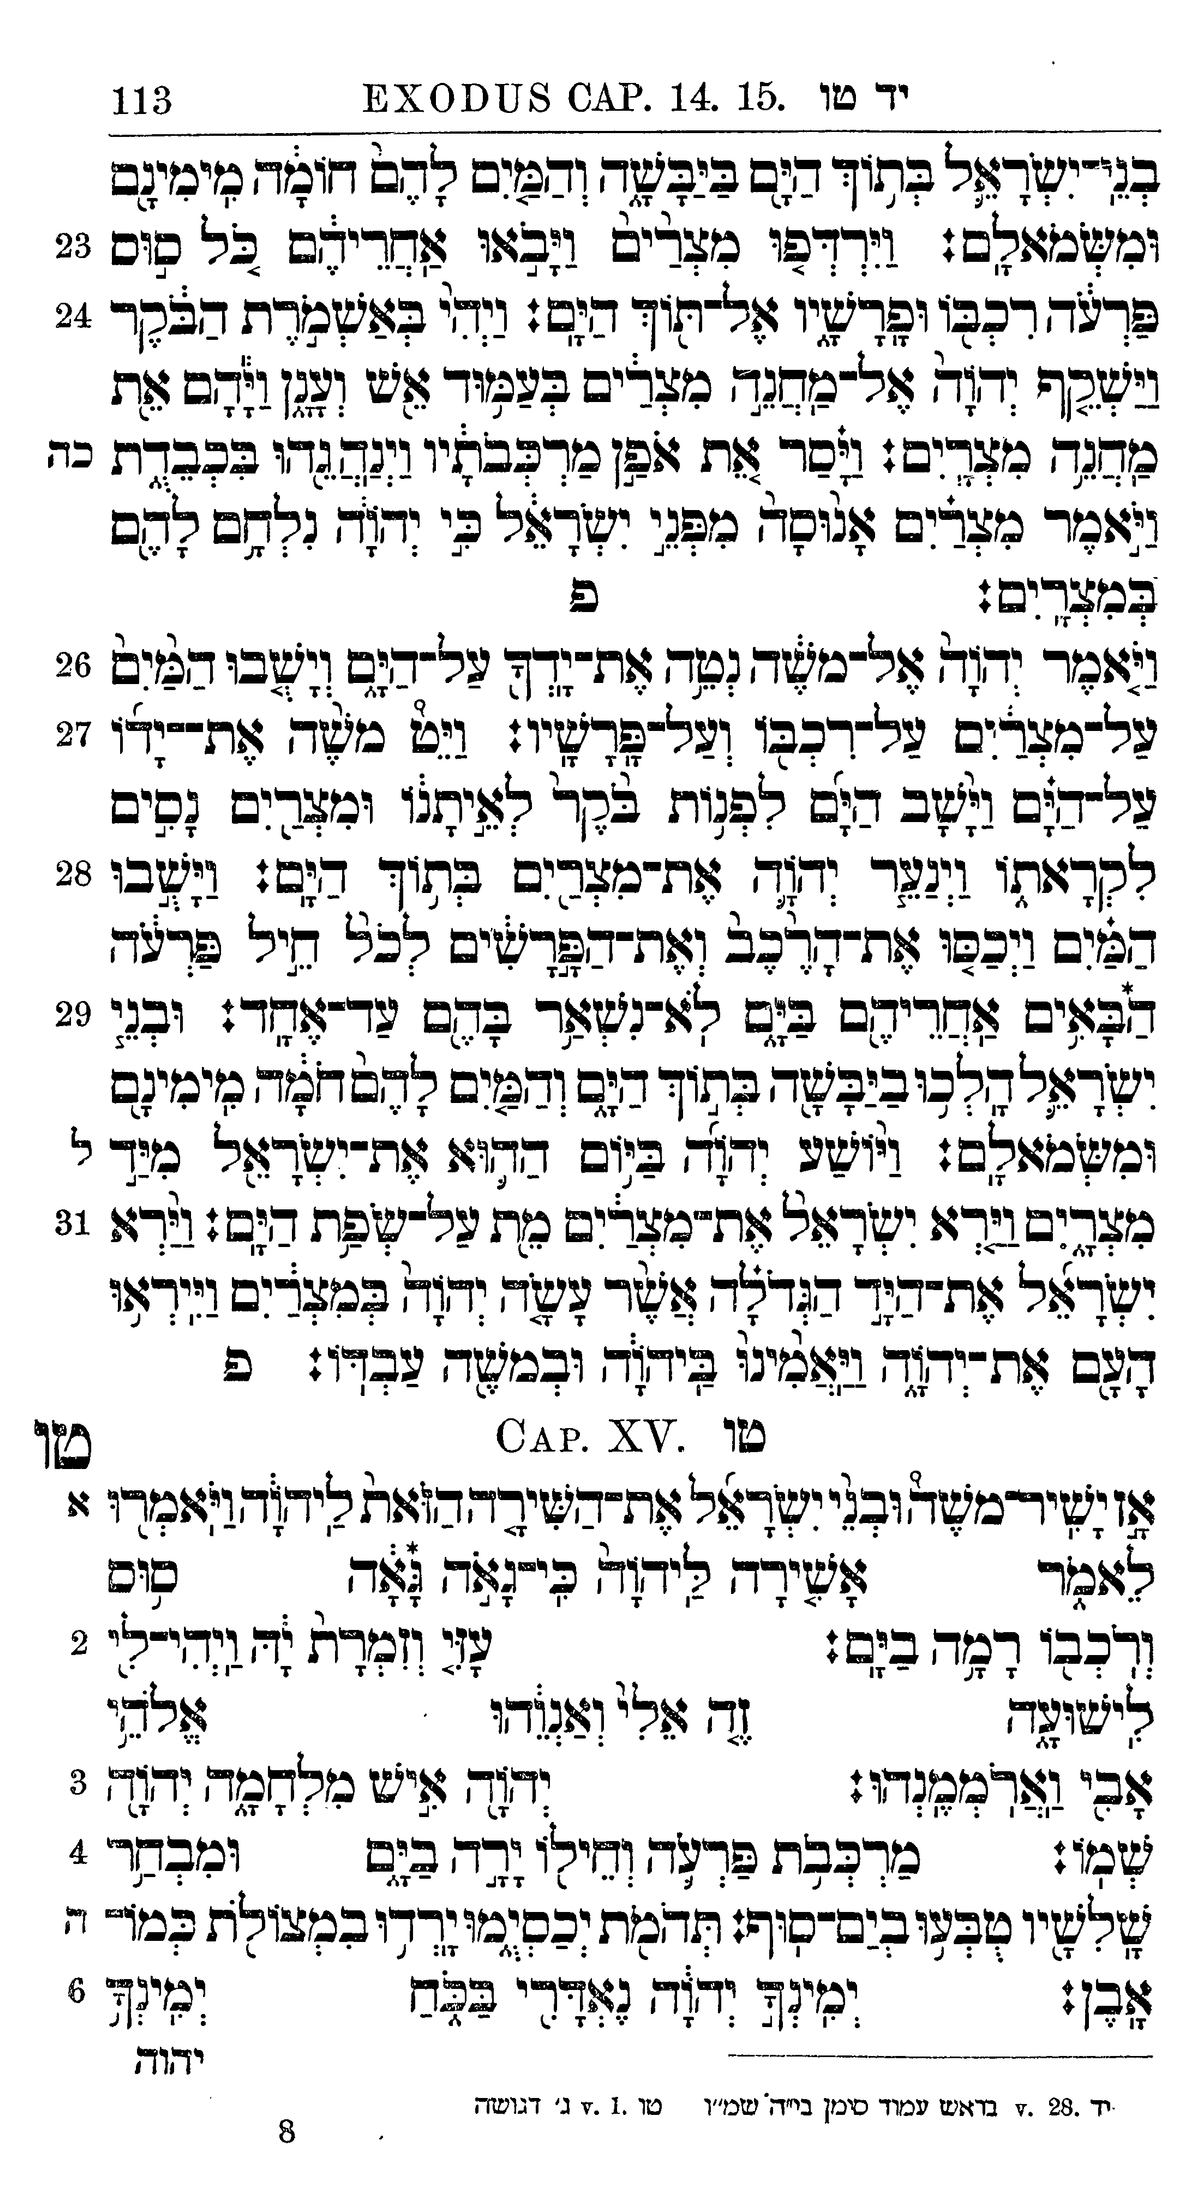 113 EXODUS CAP. 14. 15. יד טו
בְנֵֽי־יִשְׂרָאֵ֛ל בְּת֥וֹךְ הַיָּ֖ם בַּיַּבָּשָׁ֑ה וְהַמַּ֤יִם לָהֶם֙ חוֹמָ֔ה מִֽימִינָ֖ם
23 וּמִשְּׂמֹאלָֽם׃ וַיִּרְדְּפ֤וּ מִצְרַ֙יִם֙ וַיָּבֹ֣אוּ אַֽחֲרֵיהֶ֔ם כֹּ֚ל ס֣וּס
24 פַּרְעֹ֔ה רִכְבּ֖וֹ וּפָֽרָשָׁ֑יו אֶל־תּ֖וֹךְ הַיָּֽם׃ וַיְהִי֙ בְּאַשְׁמֹ֣רֶת הַבֹּ֔קֶר
וַיַּשְׁקֵ֤ף יְהוָֹה֙ אֶל־מַֽחֲנֵ֣ה מִצְרַ֔יִם בְּעַמּ֥וּד אֵ֖שׁ וְעָנָ֑ן וַיָּ֕הָם אֵ֖ת
כה מַֽחֲנֵ֥ה מִצְרָֽיִם׃ וַיָּ֗סַר אֵ֚ת אֹפַ֣ן מַרְכְּבֹתָ֔יו וַֽיְנַהֲגֵ֖הוּ בִּכְבֵדֻ֑ת
וַיֹּ֣אמֶר מִצְרַ֗יִם אָנ֙וּסָה֙ מִפְּנֵ֣י יִשְׂרָאֵ֔ל כִּ֣י יְהוָֹ֔ה נִלְחָ֥ם לָהֶ֖ם
בְּמִצְרָֽיִם׃ פ
26 וַיֹּ֤אמֶר יְהוָֹה֙ אֶל־מֹשֶׁ֔ה נְטֵ֥ה אֶת־יָדְךָ֖ עַל־הַיָּ֑ם וְיָשֻׁ֤בוּ הַמַּ֙יִם֙
27 עַל־מִצְרַ֔יִם עַל־רִכְבּ֖וֹ וְעַל־פָּֽרָשָֽׁיו׃ וַיֵּט֩ מֹשֶׁ֨ה אֶת־יָד֜וֹ
עַל־הַיָּ֗ם וַיָּ֨שָׁב הַיָּ֜ם לִפְנ֥וֹת בֹּ֙קֶר֙ לְאֵ֣יתָנ֔וֹ וּמִצְרַ֖יִם נָסִ֣ים
28 לִקְרָאת֑וֹ וַיְנַעֵ֧ר יְהוָֹ֛ה אֶת־מִצְרַ֖יִם בְּת֥וֹךְ הַיָּֽם׃ וַיָּשֻׁ֣בוּ
הַמַּ֗יִם וַיְכַסּ֤וּ אֶת־הָרֶ֙כֶב֙ וְאֶת־הַפָּ֣רָשִׁ֔ים לְכֹל֙ חֵ֣יל פַּרְעֹ֔ה
29 הַ֯בָּאִ֥ים אַֽחֲרֵיהֶ֖ם בַּיָּ֑ם לֹֽא־נִשְׁאַ֥ר בָּהֶ֖ם עַד־אֶחָֽד׃ וּבְנֵ֧י
יִשְׂרָאֵ֛ל הָלְכ֥וּ בַיַּבָּשָׁ֖ה בְּת֣וֹךְ הַיָּ֑ם וְהַמַּ֤יִם לָהֶם֙ חֹמָ֔ה מִֽימִינָ֖ם
ל וּמִשְּׂמֹאלָֽם׃ וַיּ֨וֹשַׁע יְהוָֹ֜ה בַּיּ֥וֹם הַה֛וּא אֶת־יִשְׂרָאֵ֖ל מִיַּ֣ד
31 מִצְרָ֑יִם וַיַּ֤רְא יִשְׂרָאֵל֙ אֶת־מִצְרַ֔יִם מֵ֖ת עַל־שְׂפַ֥ת הַיָּֽם׃ וַיַּ֨רְא
יִשְׂרָאֵ֜ל אֶת־הַיָּ֣ד הַגְּדֹלָ֗ה אֲשֶׁ֨ר עָשָׂ֤ה יְהוָֹה֙ בְּמִצְרַ֔יִם וַיִּֽירְא֥וּ
הָעָ֖ם אֶת־יְהוָֹ֑ה וַיַּֽאֲמִ֙ינוּ֙ בַּֽיהוָֹ֔ה וּבְמֹשֶׁ֖ה עַבְדּֽוֹ׃ פ
טו CAP. XV. טו
א אָ֣ז יָשִֽׁיר־מֹשֶׁה֩ וּבְנֵ֨י יִשְׂרָאֵ֜ל אֶת־הַשִּׁירָ֤ה הַזֹּאת֙ לַֽיהוָֹ֔ה וַיֹּֽאמְר֖וּ
לֵאמֹ֑ר אָשִׁ֤ירָה לַּֽיהוָֹה֙ כִּֽי־גָאֹ֣ה גָּאָ֔ה ס֥וּס
2 וְרֹֽכְב֖וֹ רָמָ֥ה בַיָּֽם׃ עָזִּ֤י וְזִמְרָת֙ יָ֔הּ וַֽיְהִי־לִ֖י
לִֽישׁוּעָ֑ה זֶ֤ה אֵלִי֙ וְאַנְוֵ֔הוּ אֱלֹהֵ֥י
3 אָבִ֖י וַאֲרֹֽמְמֶֽנְהוּ׃ יְהוָֹ֖ה אִ֣ישׁ מִלְחָמָ֑ה יְהוָֹ֖ה
4 שְׁמֽוֹ׃ מַרְכְּבֹ֥ת פַּרְעֹ֛ה וְחֵיל֖וֹ יָרָ֣ה בַיָּ֑ם וּמִבְחַ֥ר
ה שָֽׁלִשָׁ֖יו טֻבְּע֥וּ בְיַם־סֽוּף׃ תְּהֹמֹ֖ת יְכַסְיֻ֑מוּ יָרְד֥וּ בִמְצוֹלֹ֖ת כְּמוֹ־
6 אָֽבֶן׃ יְמִֽינְךָ֣ יְהוָֹ֔ה נֶאְדָּרִ֖י בַּכֹּ֑חַ יְמִֽינְךָ֥
יהוה
יד v. 28. בראש עמוד סימן בי״ה שמ״ו טו v. 1. ג׳ דגושה
8